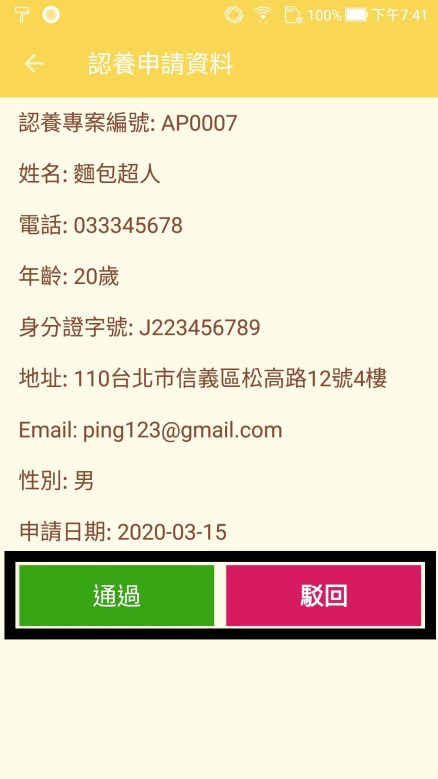 100% 下午7:41
認養申請資料
認養專案編號: AP0007
姓名: 麵包超人
電話: 033345678
年齡: 20歲
身分證字號: J223456789
地址: 110台北市信義區松高路12號4樓
Email: ping123@gmail.com
性別: 男
申請日期: 2020-03-15
通過 駁回